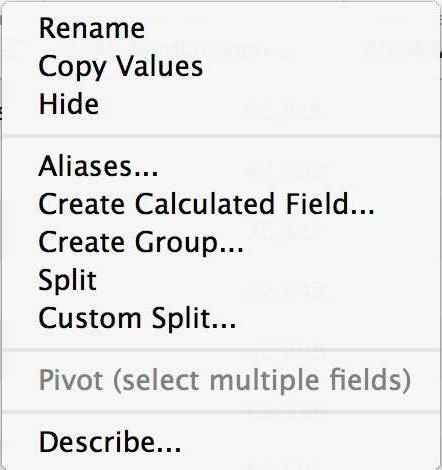 Rename
Copy Values
Hide
Aliases...
Create Calculated Field...
Create Group...
Split
Custom Split...
Pivot (select multiple fields)
Describe...